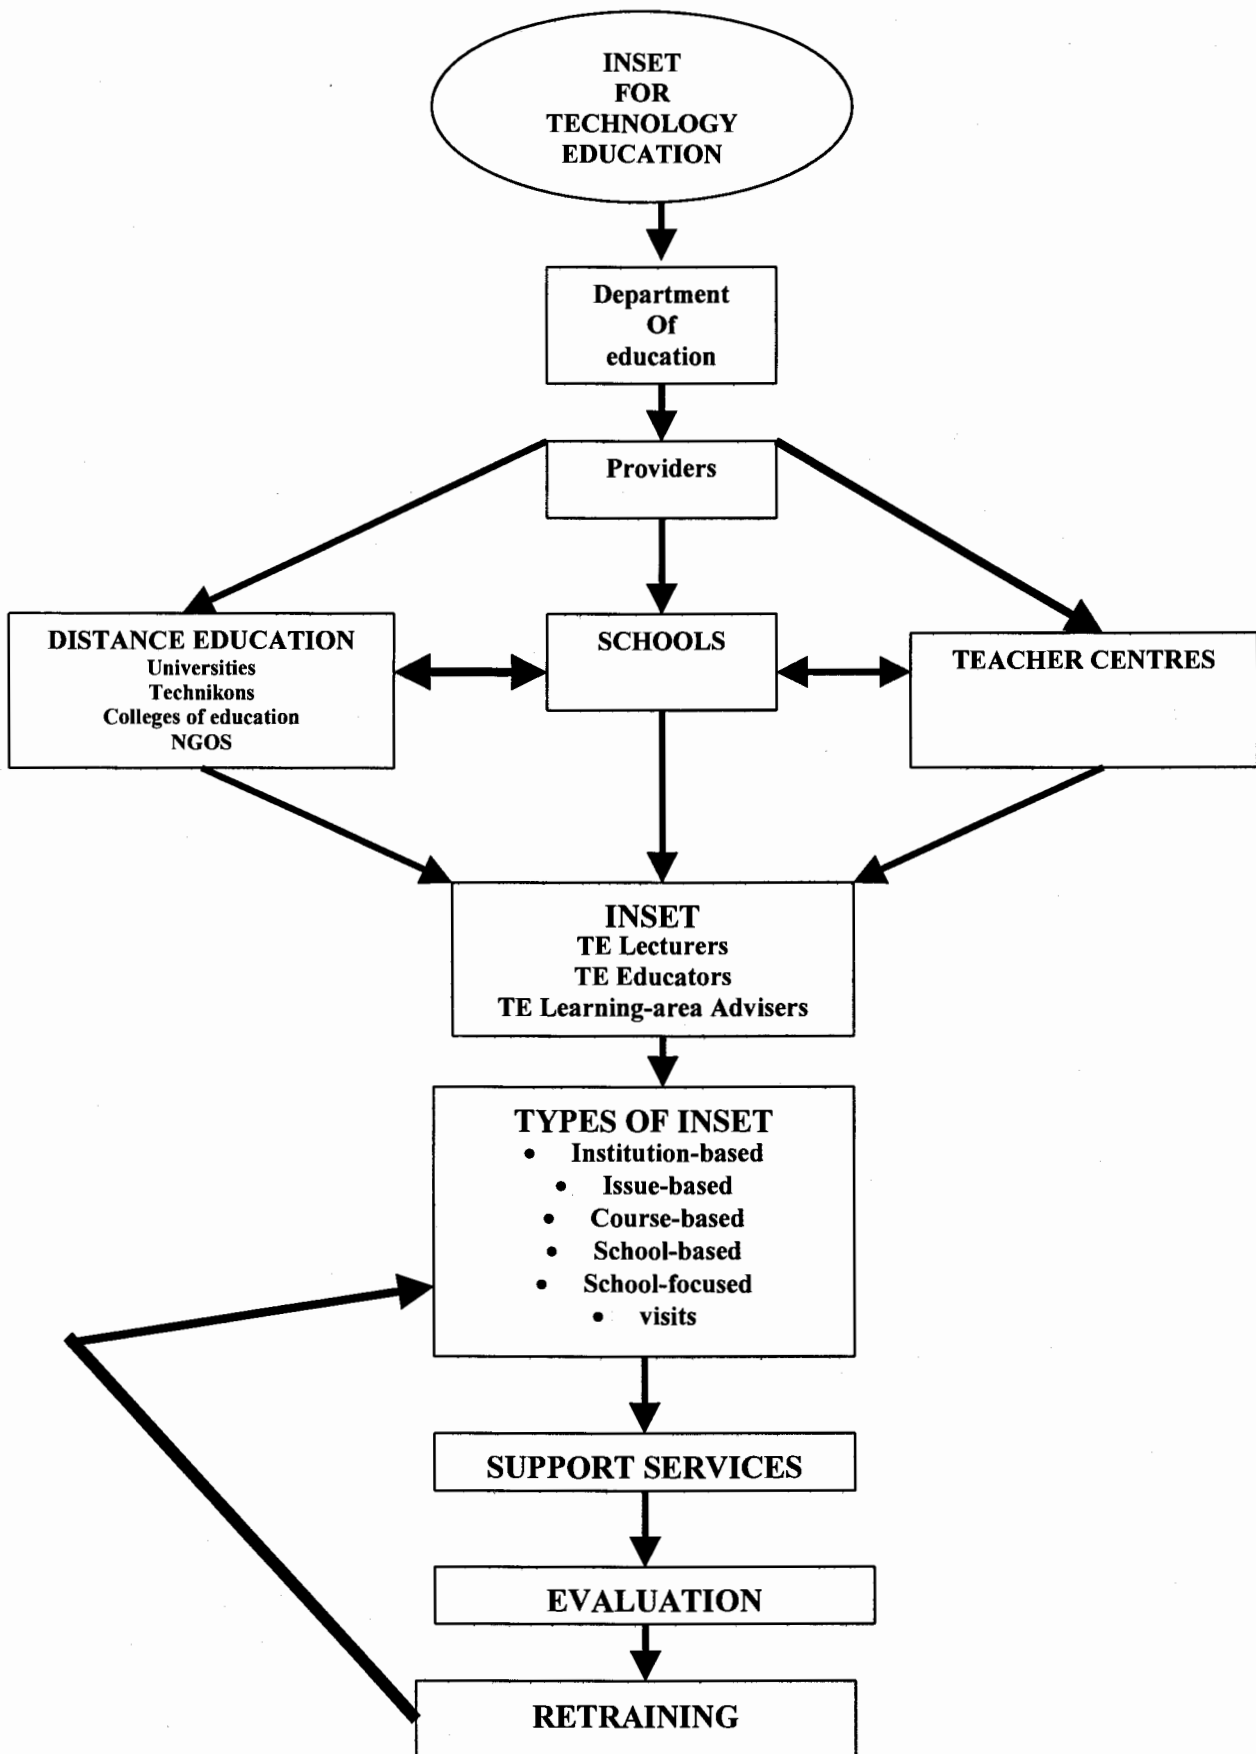 INSET
FOR
TECHNOLOGY
EDUCATION
Department
Of
education
Providers
DISTANCE EDUCATION
Universities
Technikons
Colleges of education
NGOS
SCHOOLS
TEACHER CENTRES
INSET
TE Lecturers
TE Educators
TE Learning-area Advisers
TYPES OF INSET
• Institution-based
• Issue-based
• Course-based
• School-based
• School-focused
• visits
SUPPORT SERVICES
EVALUATION
RETRAINING